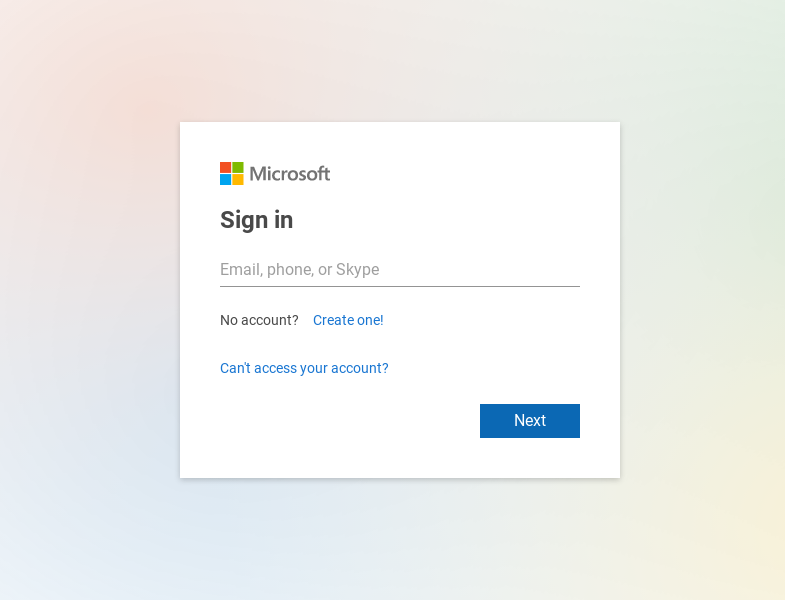 Microsoft
Sign in
Email, phone, or Skype
No account? Create one!
Can't access your account?
Next